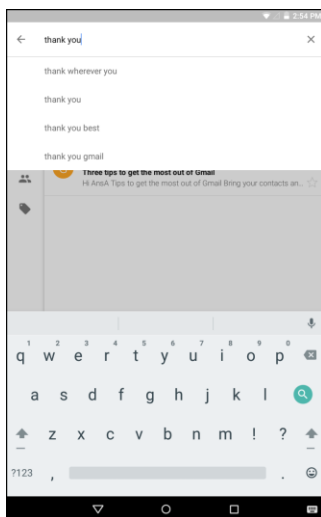 2:54 PM
thank you
thank wherever you
thank you
thank you best
thank you gmail
Three tips to get the most out of Gmail
Hi AnsA Tips to get the most out of Gmail Bring your contacts an..
1 2 3 4 5 6 7 8 9 0
q w e r t y u i o p
a s d f g h j k l
z x c v b n m ! ?
?123 , .